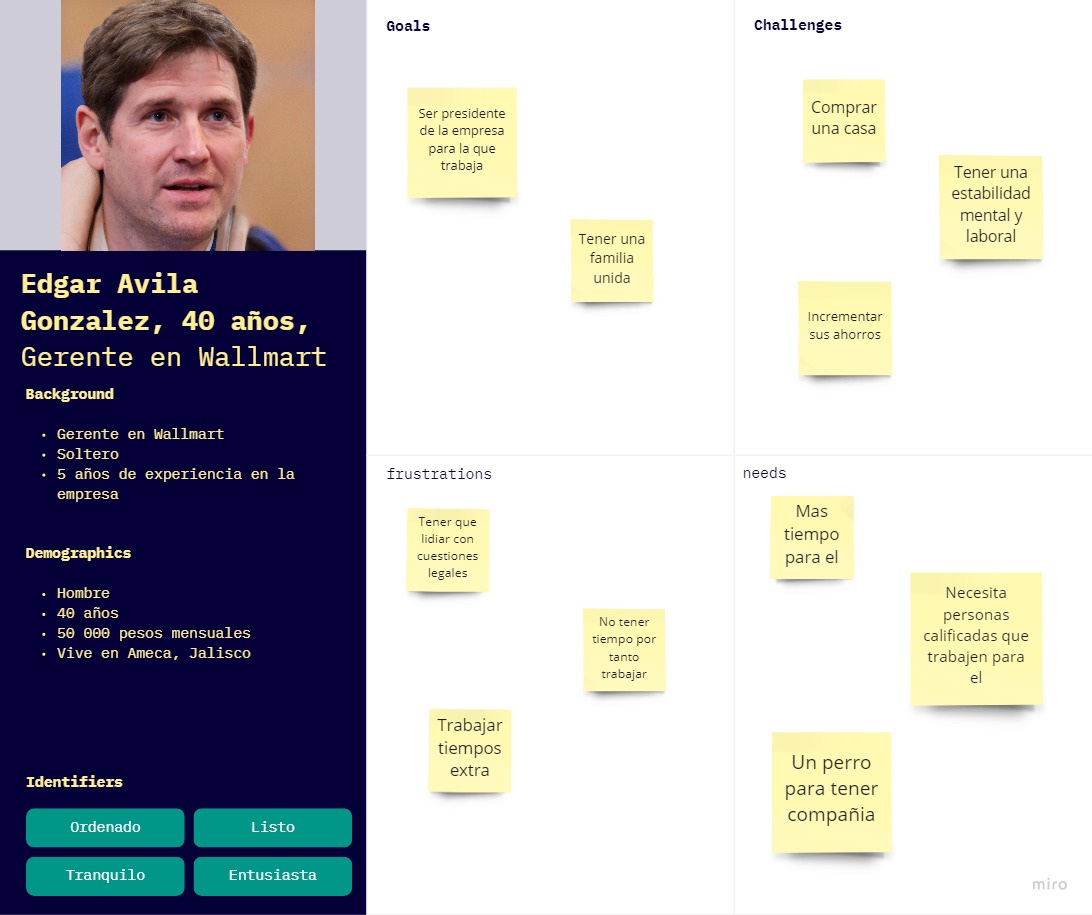 Edgar Avila
Gonzalez, 40 años,
Gerente en Wallmart
Background
• Gerente en Wallmart
• Soltero
• 5 años de experiencia en la
empresa
Demographics
• Hombre
• 40 años
• 50 000 pesos mensuales
• Vive en Ameca, Jalisco
Identifiers
Ordenado
Listo
Tranquilo
Entusiasta
Goals
Ser presidente
de la empresa
para la que
trabaja
Tener una
familia
unida
Challenges
Comprar
una casa
Tener una
estabilidad
mental y
laboral
Incrementar
sus ahorros
frustrations
Tener que
lidiar con
cuestiones
legales
No tener
tiempo por
tanto
trabajar
Trabajar
tiempos
extra
needs
Mas
tiempo
para el
Necesita
personas
calificadas que
trabajen para
el
Un perro
para tener
compañia
miro